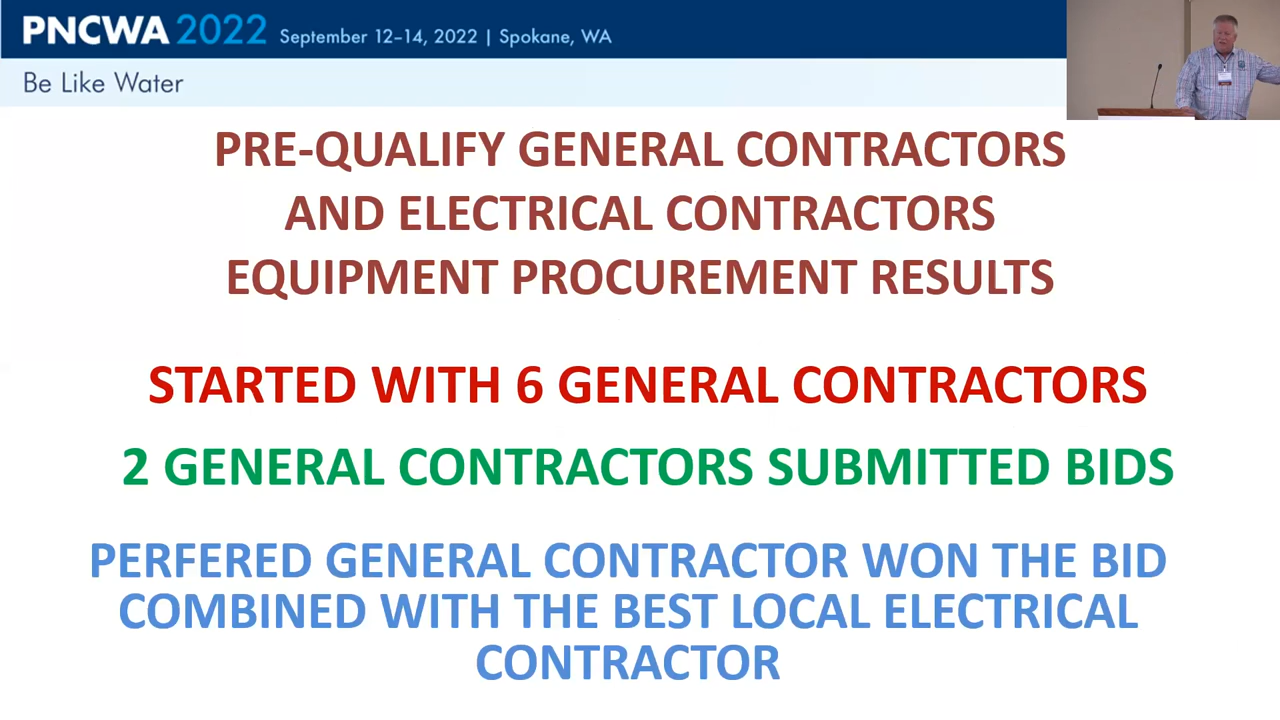 PNCWA 2022 September 12–14, 2022 | Spokane, WA
Be Like Water
PRE-QUALIFY GENERAL CONTRACTORS
AND ELECTRICAL CONTRACTORS
EQUIPMENT PROCUREMENT RESULTS
STARTED WITH 6 GENERAL CONTRACTORS
2 GENERAL CONTRACTORS SUBMITTED BIDS
PERFERED GENERAL CONTRACTOR WON THE BID
COMBINED WITH THE BEST LOCAL ELECTRICAL
CONTRACTOR